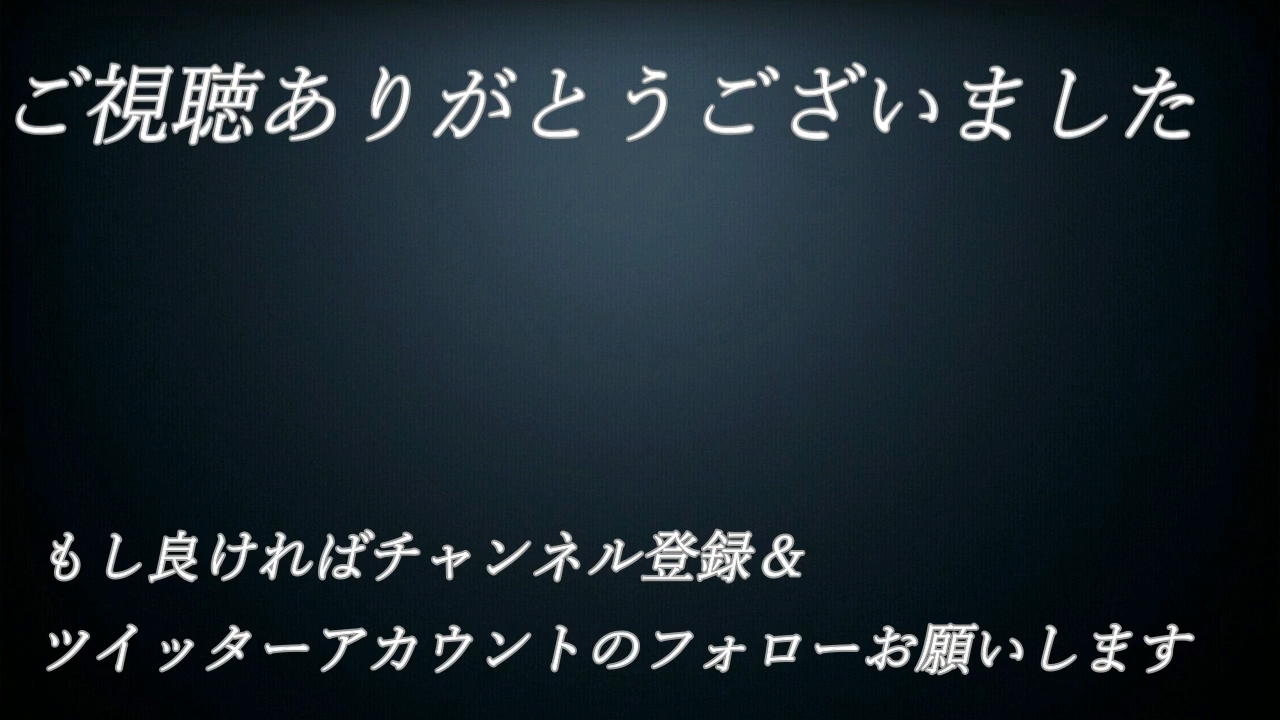 ご視聴ありがとうございました
もし良ければチャンネル登録＆
ツイッターアカウントのフォローお願いします